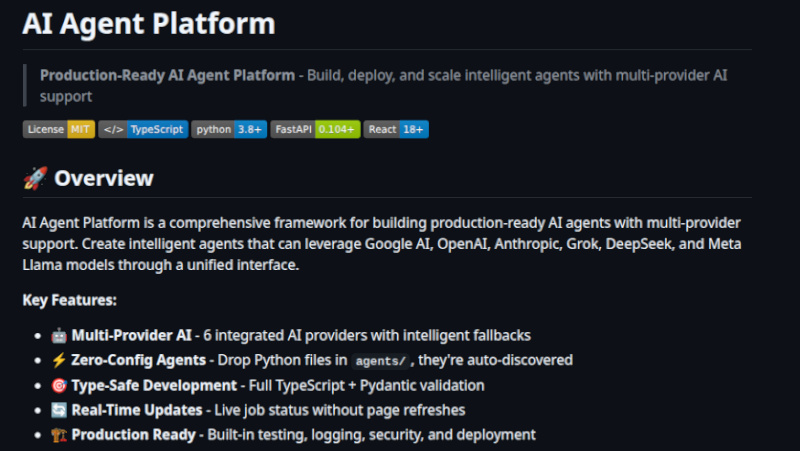 AI Agent Platform
Production-Ready AI Agent Platform - Build, deploy, and scale intelligent agents with multi-provider AI
support
License MIT </> TypeScript python 3.8+ FastAPI 0.104+ React 18+
🚀 Overview
AI Agent Platform is a comprehensive framework for building production-ready AI agents with multi-provider
support. Create intelligent agents that can leverage Google AI, OpenAI, Anthropic, Grok, DeepSeek, and Meta
Llama models through a unified interface.
Key Features:
• 🤖 Multi-Provider AI - 6 integrated AI providers with intelligent fallbacks
• ⚡ Zero-Config Agents - Drop Python files in agents/, they're auto-discovered
• 🎯 Type-Safe Development - Full TypeScript + Pydantic validation
• 🔄 Real-Time Updates - Live job status without page refreshes
• 🏗️ Production Ready - Built-in testing, logging, security, and deployment